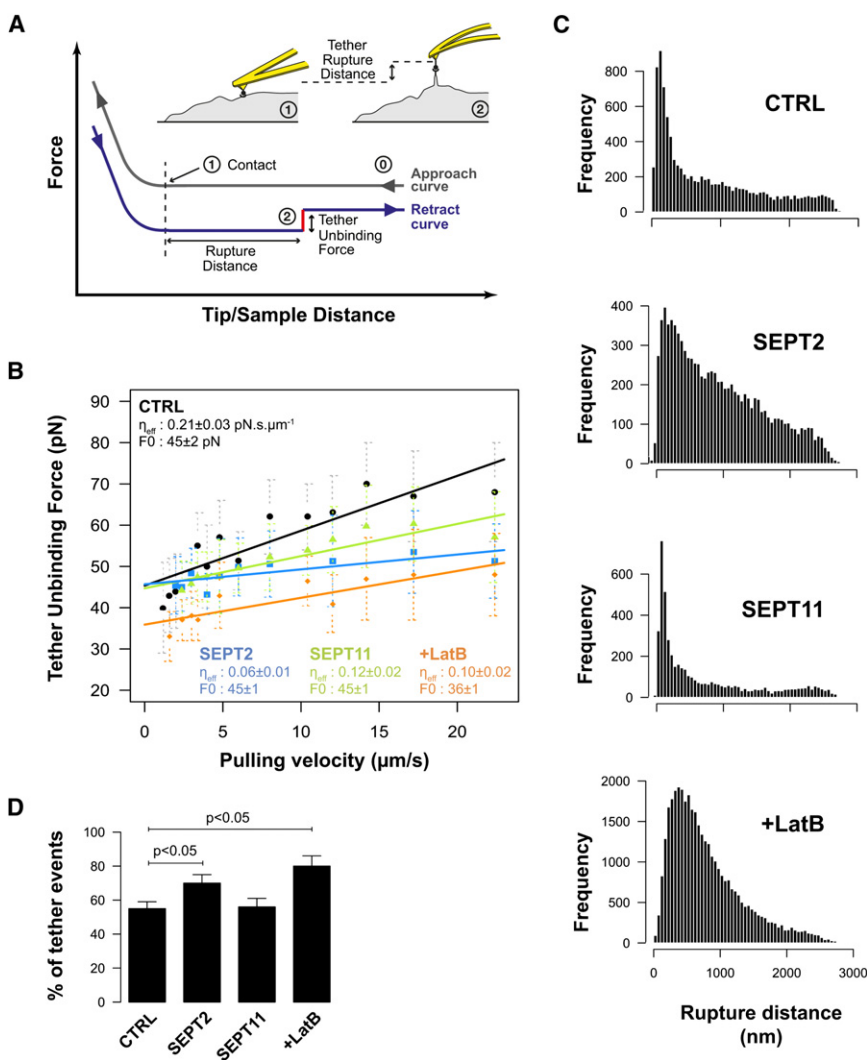 A
Force
Tether
Rupture
Distance
1
2
1 Contact
0
Approach
curve
2
Retract
curve
Tether
Unbinding
Force
Rupture
Distance
Tip/Sample Distance
B
Tether Unbinding Force (pN)
90
80
70
60
50
40
30
20
CTRL
ηeff : 0.21±0.03 pN.s.µm-1
F0 : 45±2 pN
SEPT2
ηeff : 0.06±0.01
F0 : 45±1
SEPT11
ηeff : 0.12±0.02
F0 : 45±1
+LatB
ηeff : 0.10±0.02
F0 : 36±1
0 5 10 15 20
Pulling velocity (µm/s)
C
CTRL
Frequency
800
600
400
200
0
SEPT2
Frequency
400
300
200
100
0
SEPT11
Frequency
600
400
200
0
+LatB
Frequency
2000
1500
1000
500
0
0 1000 2000 3000
Rupture distance
(nm)
D
% of tether events
100
80
60
40
20
0
p<0.05
p<0.05
CTRL
SEPT2
SEPT11
+LatB